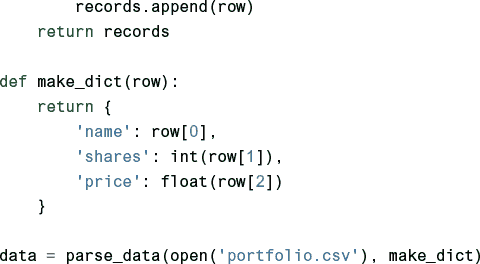 records.append(row)
    return records

def make_dict(row):
    return {
        'name': row[0],
        'shares': int(row[1]),
        'price': float(row[2])
    }

data = parse_data(open('portfolio.csv'), make_dict)